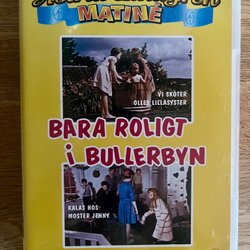 MATINÉ
VI SKÖTER
OLLES LILLASYSTER
BARA ROLIGT
i BULLERBYN
KALAS HOS
MOSTER JENNY